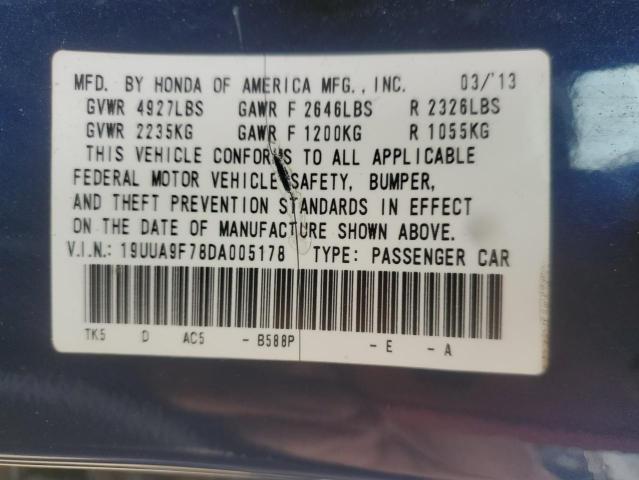 MFD. BY HONDA OF AMERICA MFG., INC. 03/'13
GVWR 4927LBS GAWR F 2646LBS R 2326LBS
GVWR 2235KG GAWR F 1200KG R 1055KG
THIS VEHICLE CONFORMS TO ALL APPLICABLE
FEDERAL MOTOR VEHICLE SAFETY, BUMPER,
AND THEFT PREVENTION STANDARDS IN EFFECT
ON THE DATE OF MANUFACTURE SHOWN ABOVE.
V.I.N.: 19UUA9F78DA005178 TYPE: PASSENGER CAR
TK5 D AC5 - B588P - E - A